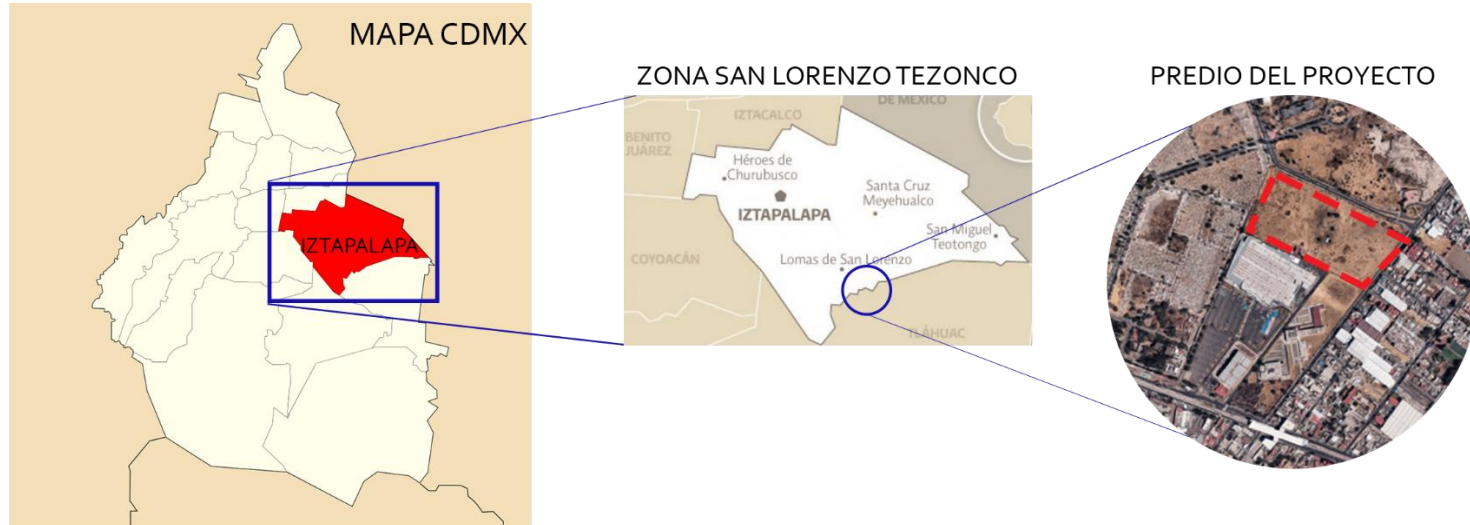 MAPA CDMX
IZTAPALAPA
ZONA SAN LORENZO TEZONCO
DE MÉXICO
IZTACALCO
BENITO
JUÁREZ
Héroes de
Churubusco
Santa Cruz
Meyehualco
IZTAPALAPA
San Miguel
Teotongo
COYOACÁN
Lomas de San Lorenzo
TLÁHUAC
PREDIO DEL PROYECTO